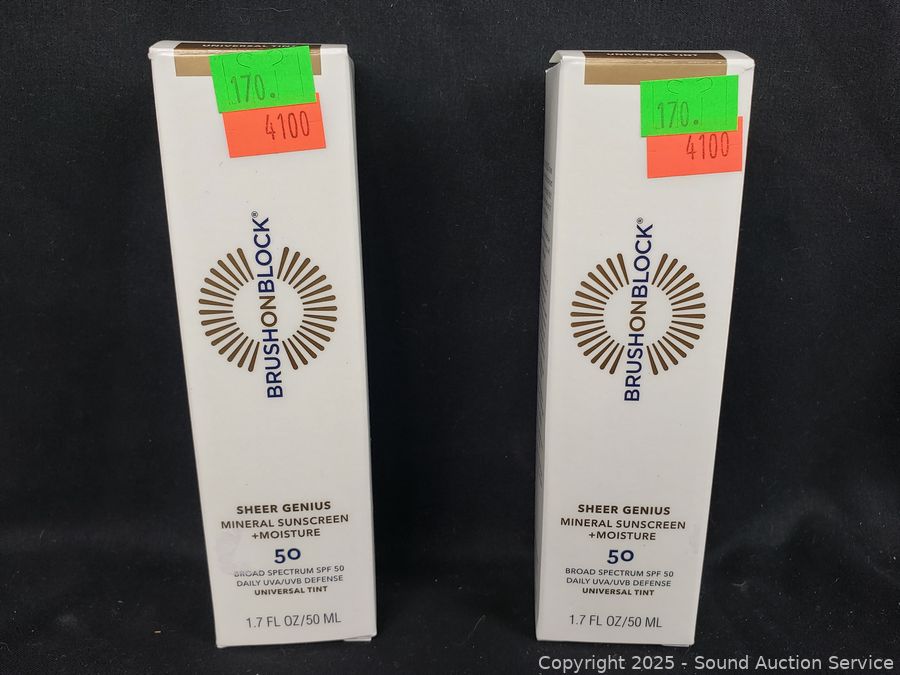 UNIVERSAL TINT
170.
4100
BRUSHONBLOCK®
SHEER GENIUS
MINERAL SUNSCREEN
+MOISTURE
50
BROAD SPECTRUM SPF 50
DAILY UVA/UVB DEFENSE
UNIVERSAL TINT
1.7 FL OZ/50 ML
UNIVERSAL TINT
170.
4100
BRUSHONBLOCK®
SHEER GENIUS
MINERAL SUNSCREEN
+MOISTURE
50
BROAD SPECTRUM SPF 50
DAILY UVA/UVB DEFENSE
UNIVERSAL TINT
1.7 FL OZ/50 ML
Copyright 2025 - Sound Auction Service